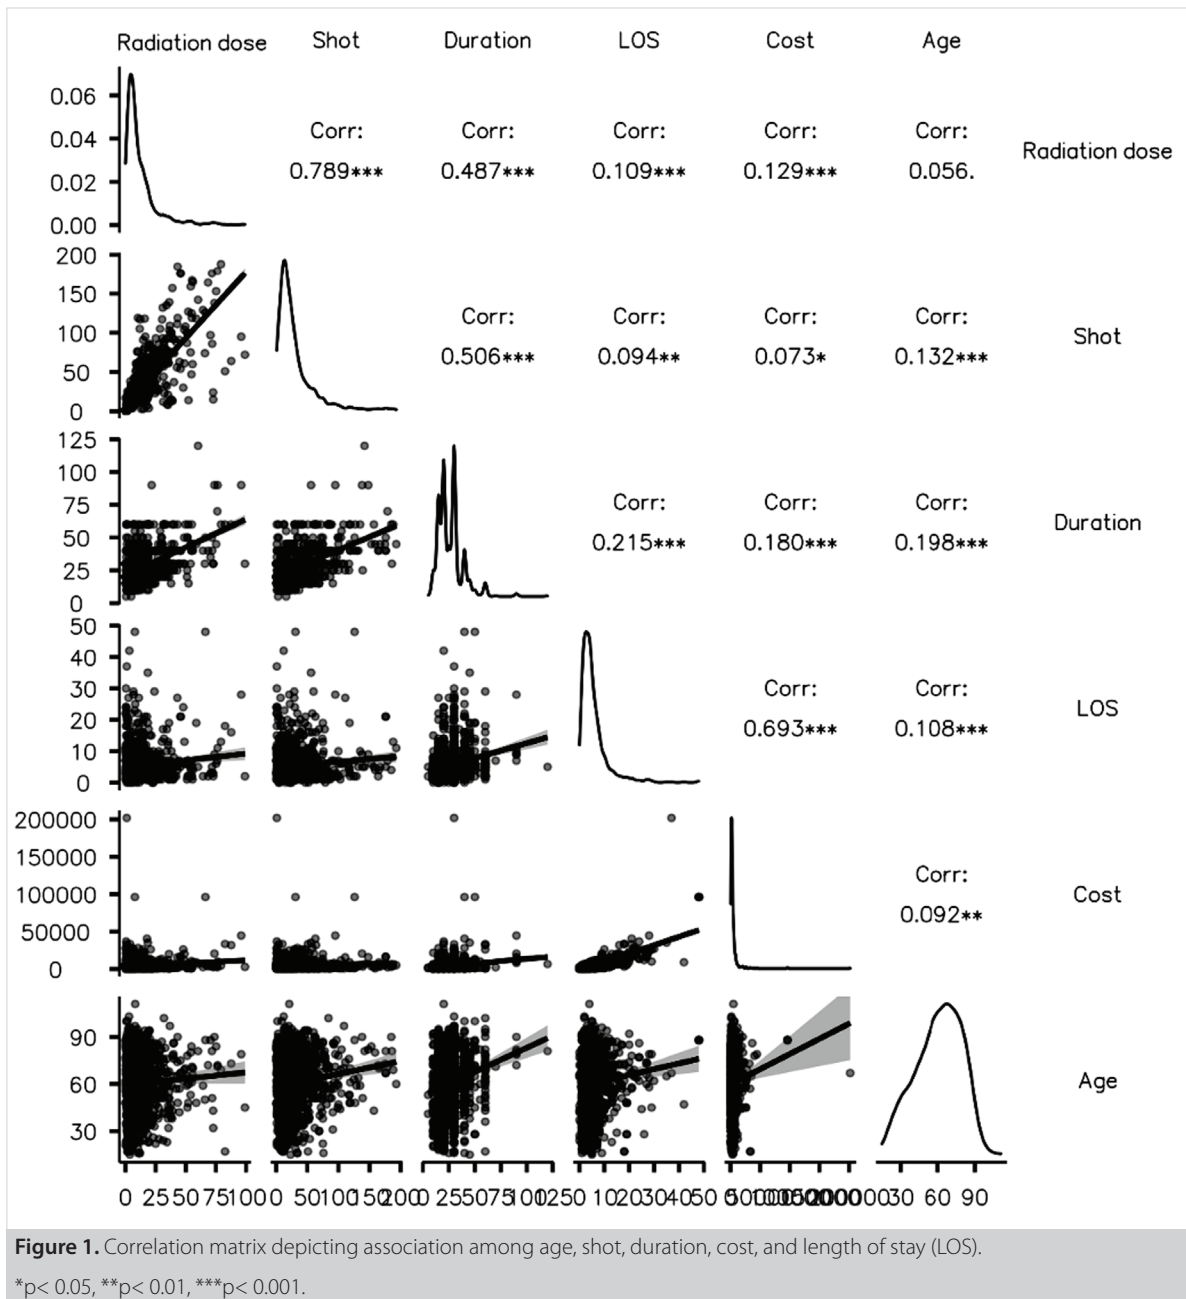 Radiation dose Shot Duration LOS Cost Age
0.06
0.04
0.02
0.00
Corr: Corr: Corr: Corr: Corr:
0.789*** 0.487*** 0.109*** 0.129*** 0.056.
Radiation dose
200
150
100
50
0
Corr: Corr: Corr: Corr:
0.506*** 0.094** 0.073* 0.132***
Shot
125
100
75
50
25
0
Corr: Corr: Corr:
0.215*** 0.180*** 0.198***
Duration
50
40
30
20
10
0
Corr: Corr:
0.693*** 0.108***
LOS
200000
150000
100000
50000
0
Corr:
0.092**
Cost
90
60
30
Age
0 25 50 75 100 0 50 100 150 200 0 25 50 75 100 125 0 10 20 30 40 50 0 50000 100000 150000 200000 30 60 90
Figure 1. Correlation matrix depicting association among age, shot, duration, cost, and length of stay (LOS).
*p< 0.05, **p< 0.01, ***p< 0.001.